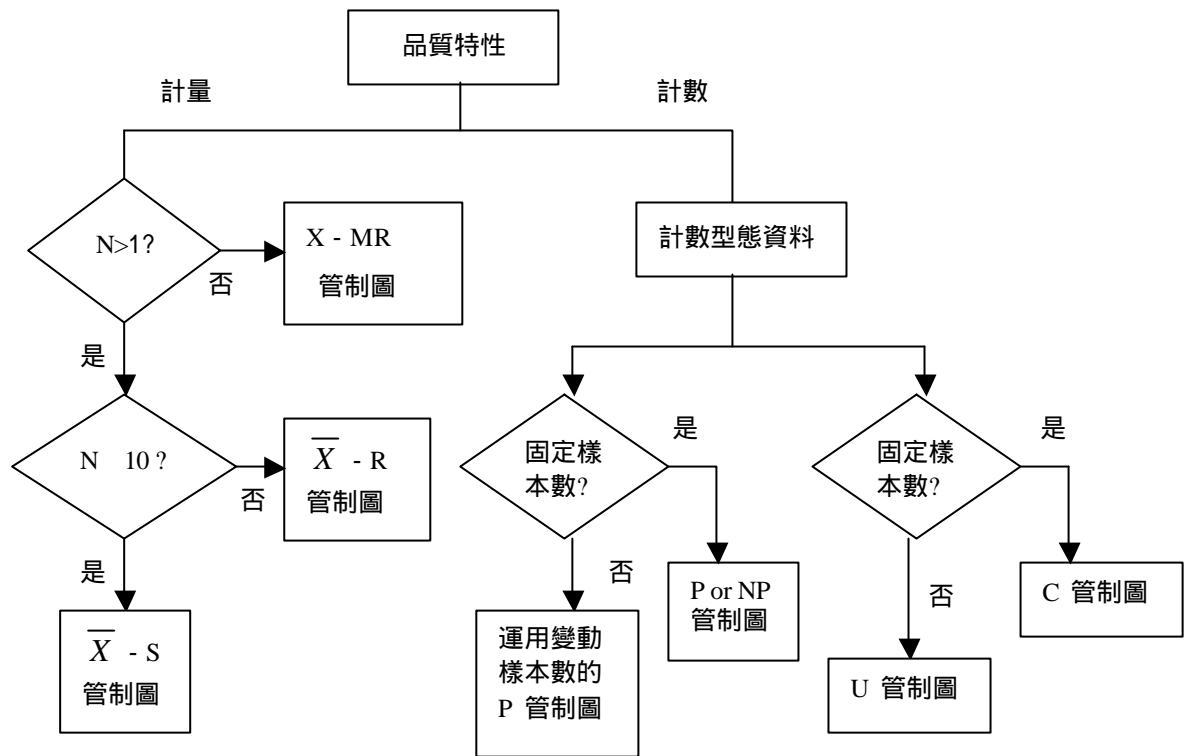 品質特性
計量
計數
N>1?
否
X - MR
管制圖
計數型態資料
是
N 10 ?
否
X - R
管制圖
固定樣
本數?
是
固定樣
本數?
是
是
X - S
管制圖
否
運用變動
樣本數的
P 管制圖
P or NP
管制圖
否
U 管制圖
C 管制圖